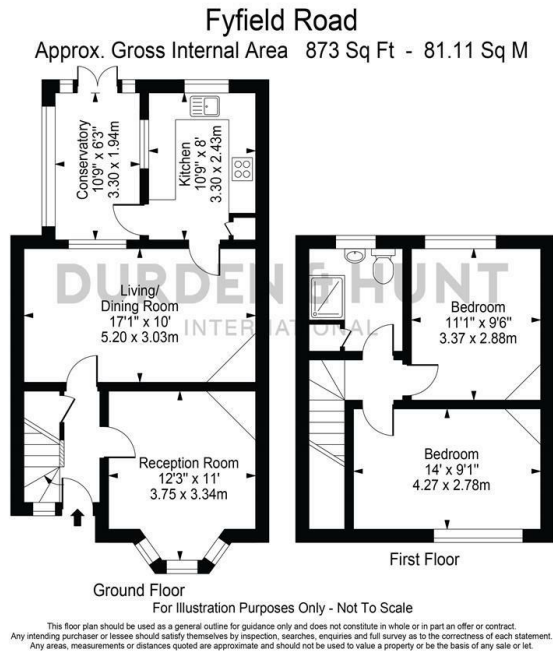 Fyfield Road
Approx. Gross Internal Area 873 Sq Ft - 81.11 Sq M
Conservatory
10'9" x 6'3"
3.30 x 1.94m
Kitchen
10'9" x 8'
3.30 x 2.43m
DURDEN & HUNT
INTERNATIONAL
Living/
Dining Room
17'1" x 10'
5.20 x 3.03m
Bedroom
11'1" x 9'6"
3.37 x 2.88m
Reception Room
12'3" x 11'
3.75 x 3.34m
Bedroom
14' x 9'1"
4.27 x 2.78m
Ground Floor
First Floor
For Illustration Purposes Only - Not To Scale
This floor plan should be used as a general outline for guidance only and does not constitute in whole or in part an offer or contract.
Any intending purchaser or lessee should satisfy themselves by inspection, searches, enquiries and full survey as to the correctness of each statement.
Any areas, measurements or distances quoted are approximate and should not be used to value a property or be the basis of any sale or let.